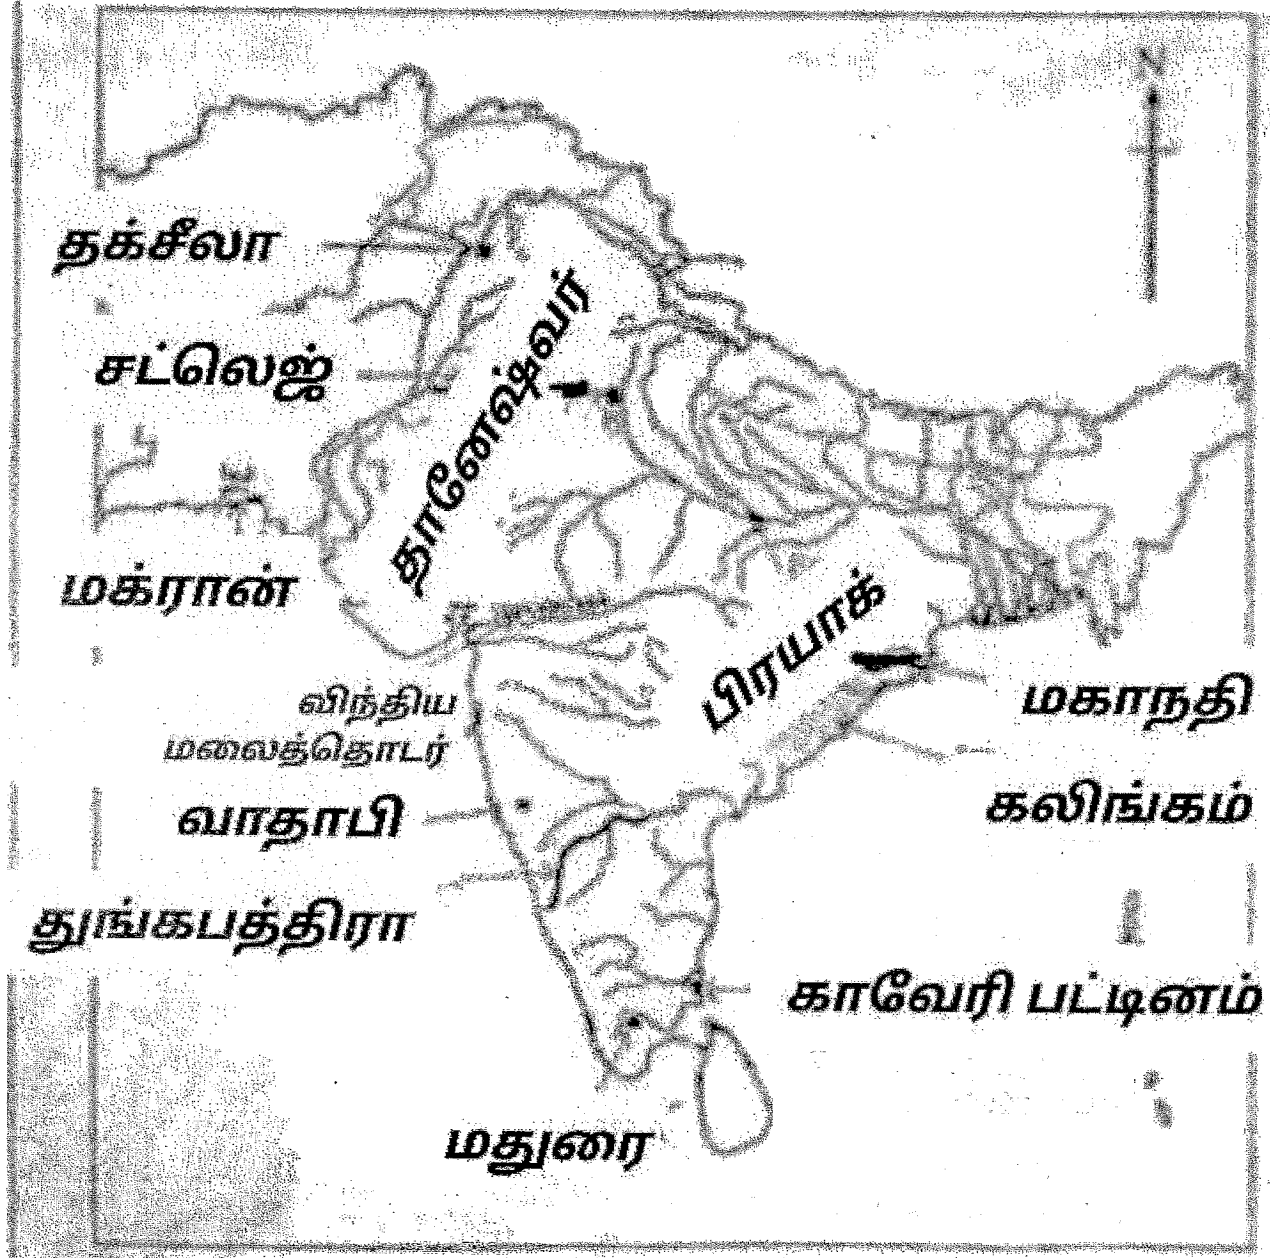 N
தக்சீலா
தானேஷ்வர்
சட்லெஜ்
மக்ரான்
பிரயாக்
மகாநதி
விந்திய
மலைத்தொடர்
கலிங்கம்
வாதாபி
துங்கபத்திரா
காவேரி பட்டினம்
மதுரை